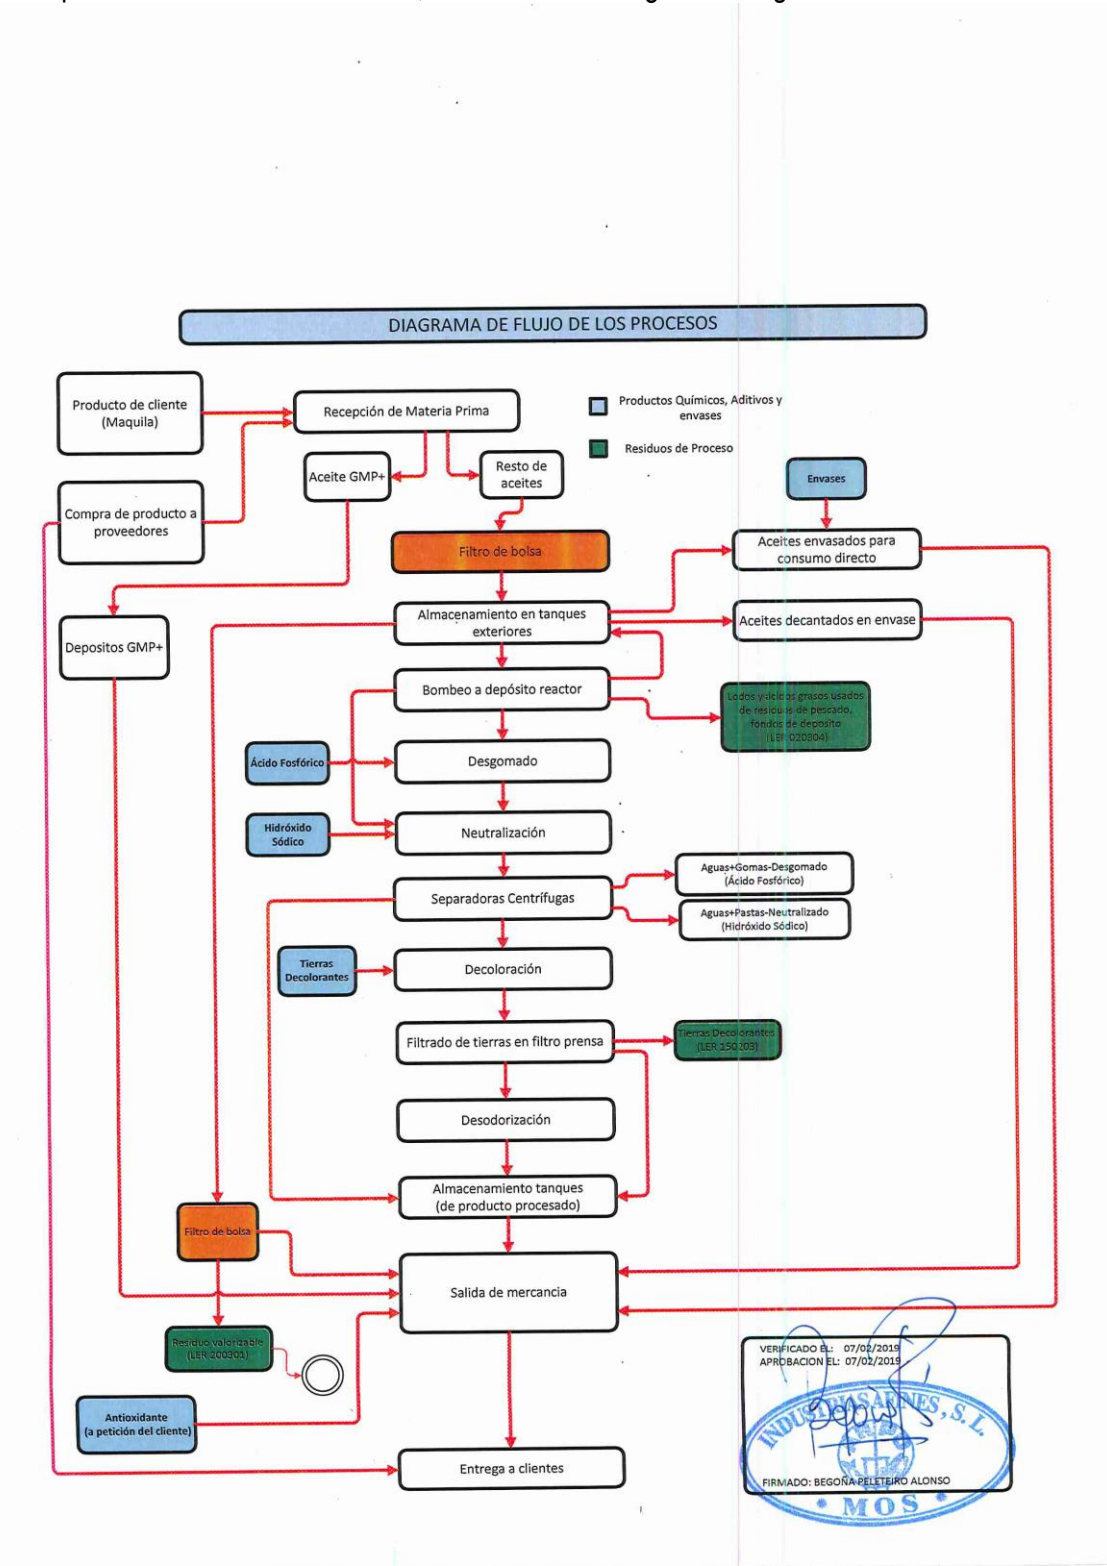 DIAGRAMA DE FLUJO DE LOS PROCESOS
Producto de cliente
(Maquila)
Recepción de Materia Prima
Productos Químicos, Aditivos y
envases
Residuos de Proceso
Aceite GMP+
Resto de
aceites
Envases
Compra de producto a
proveedores
Filtro de bolsa
Aceites envasados para
consumo directo
Almacenamiento en tanques
exteriores
Aceites decantados en envase
Depositos GMP+
Bombeo a depósito reactor
Lodos y ácidos grasos usados
de residuos de pescado,
fondos de deposito
Ácido Fosfórico
Desgomado
Hidróxido
Sódico
Neutralización
Separadoras Centrífugas
Aguas+Gomas-Desgomado
(Ácido Fosfórico)
Aguas+Pastas-Neutralizado
(Hidróxido Sódico)
Tierras
Decolorantes
Decoloración
Filtrado de tierras en filtro prensa
Tierras Decolorantes
(LER 150203)
Desodorización
Almacenamiento tanques
(de producto procesado)
Filtro de bolsa
Salida de mercancia
Residuo valorizable
(LER 200301)
Antioxidante
(a petición del cliente)
Entrega a clientes
VERIFICADO EL: 07/02/2019
APROBACION EL: 07/02/2019
INDUSTRIAS AFINES, S. L.
FIRMADO: BEGOÑA PELETEIRO ALONSO
MOS